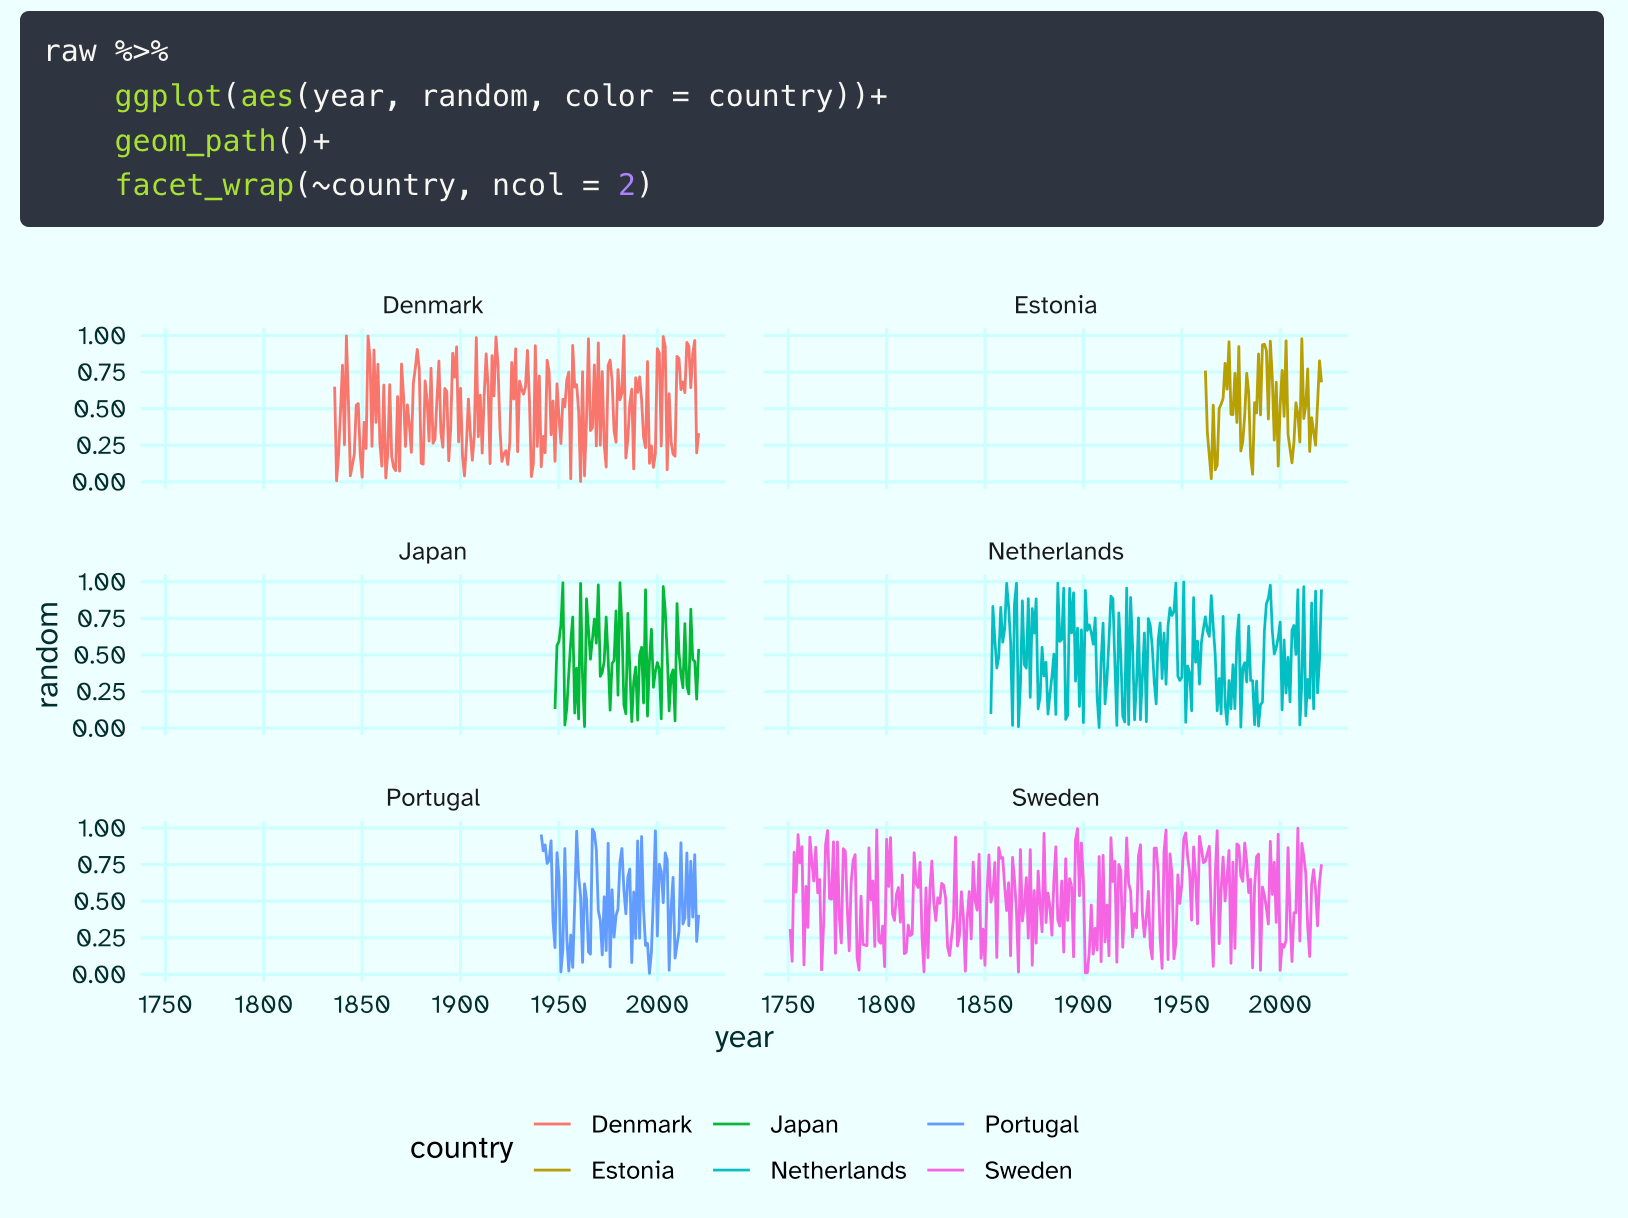 raw %>%
    ggplot(aes(year, random, color = country))+
    geom_path()+
    facet_wrap(~country, ncol = 2)
Denmark Estonia
1.00
0.75
0.50
0.25
0.00
Japan Netherlands
1.00
0.75
0.50
0.25
0.00
random
Portugal Sweden
1.00
0.75
0.50
0.25
0.00
1750 1800 1850 1900 1950 2000 1750 1800 1850 1900 1950 2000
year
country
Denmark Japan Portugal
Estonia Netherlands Sweden